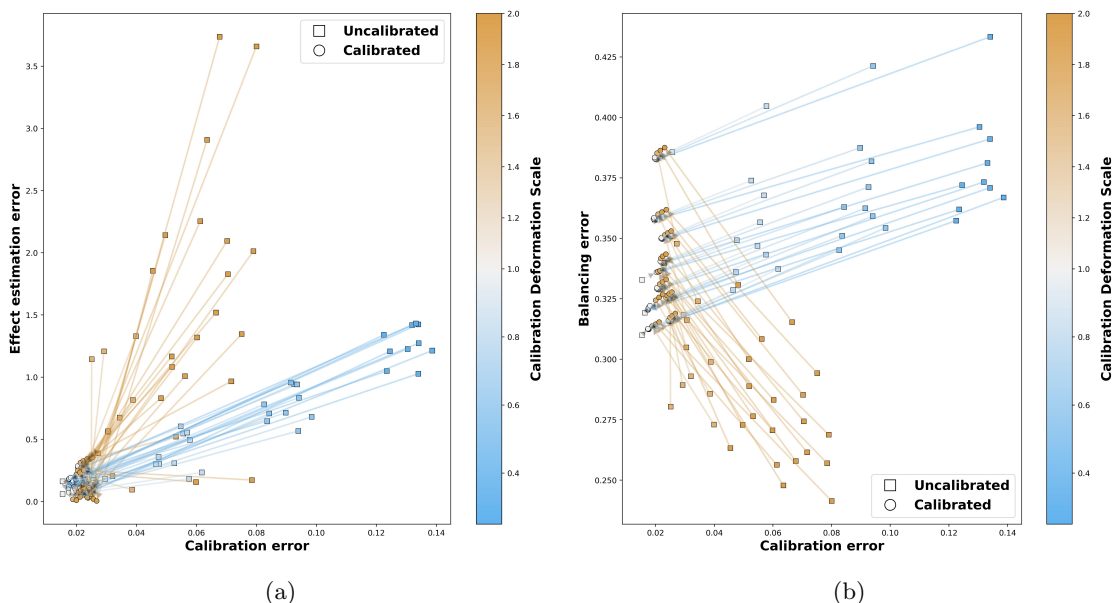 3.5
3.0
2.5
2.0
1.5
1.0
0.5
0.0
Effect estimation error
0.02 0.04 0.06 0.08 0.10 0.12 0.14
Calibration error
Uncalibrated
Calibrated
2.0
1.8
1.6
1.4
1.2
1.0
0.8
0.6
0.4
Calibration Deformation Scale
(a)
0.425
0.400
0.375
0.350
0.325
0.300
0.275
0.250
Balancing error
0.02 0.04 0.06 0.08 0.10 0.12 0.14
Calibration error
Uncalibrated
Calibrated
2.0
1.8
1.6
1.4
1.2
1.0
0.8
0.6
0.4
Calibration Deformation Scale
(b)